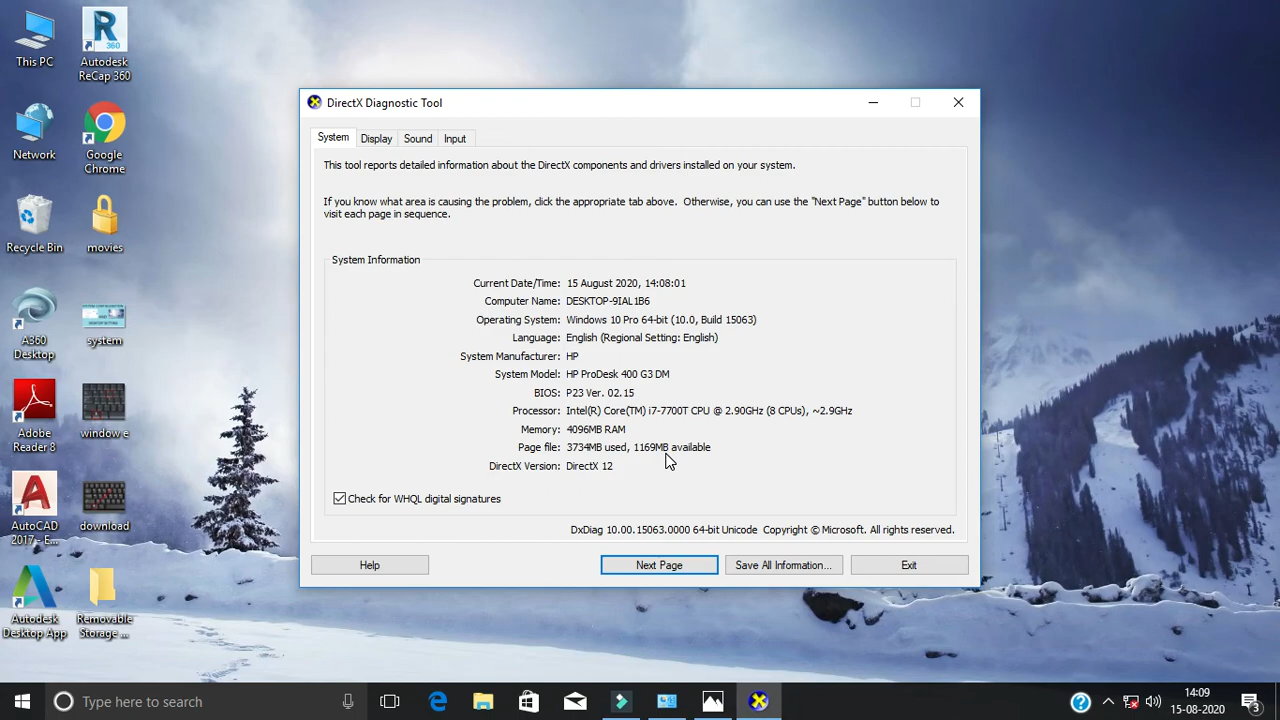 This PC
Autodesk
ReCap 360
R
360
Network
Google
Chrome
Recycle Bin
movies
A360
Desktop
system
Adobe
Reader 8
window e
AutoCAD
2017 - E...
download
Autodesk
Desktop App
Removable
Storage ...
DirectX Diagnostic Tool
System
Display
Sound
Input
This tool reports detailed information about the DirectX components and drivers installed on your system.
If you know what area is causing the problem, click the appropriate tab above.  Otherwise, you can use the "Next Page" button below to
visit each page in sequence.
System Information
Current Date/Time: 15 August 2020, 14:08:01
Computer Name: DESKTOP-9IAL1B6
Operating System: Windows 10 Pro 64-bit (10.0, Build 15063)
Language: English (Regional Setting: English)
System Manufacturer: HP
System Model: HP ProDesk 400 G3 DM
BIOS: P23 Ver. 02.15
Processor: Intel(R) Core(TM) i7-7700T CPU @ 2.90GHz (8 CPUs), ~2.9GHz
Memory: 4096MB RAM
Page file: 3734MB used, 1169MB available
DirectX Version: DirectX 12
Check for WHQL digital signatures
DxDiag 10.00.15063.0000 64-bit Unicode  Copyright © Microsoft. All rights reserved.
Help
Next Page
Save All Information...
Exit
Type here to search
14:09
15-08-2020
3